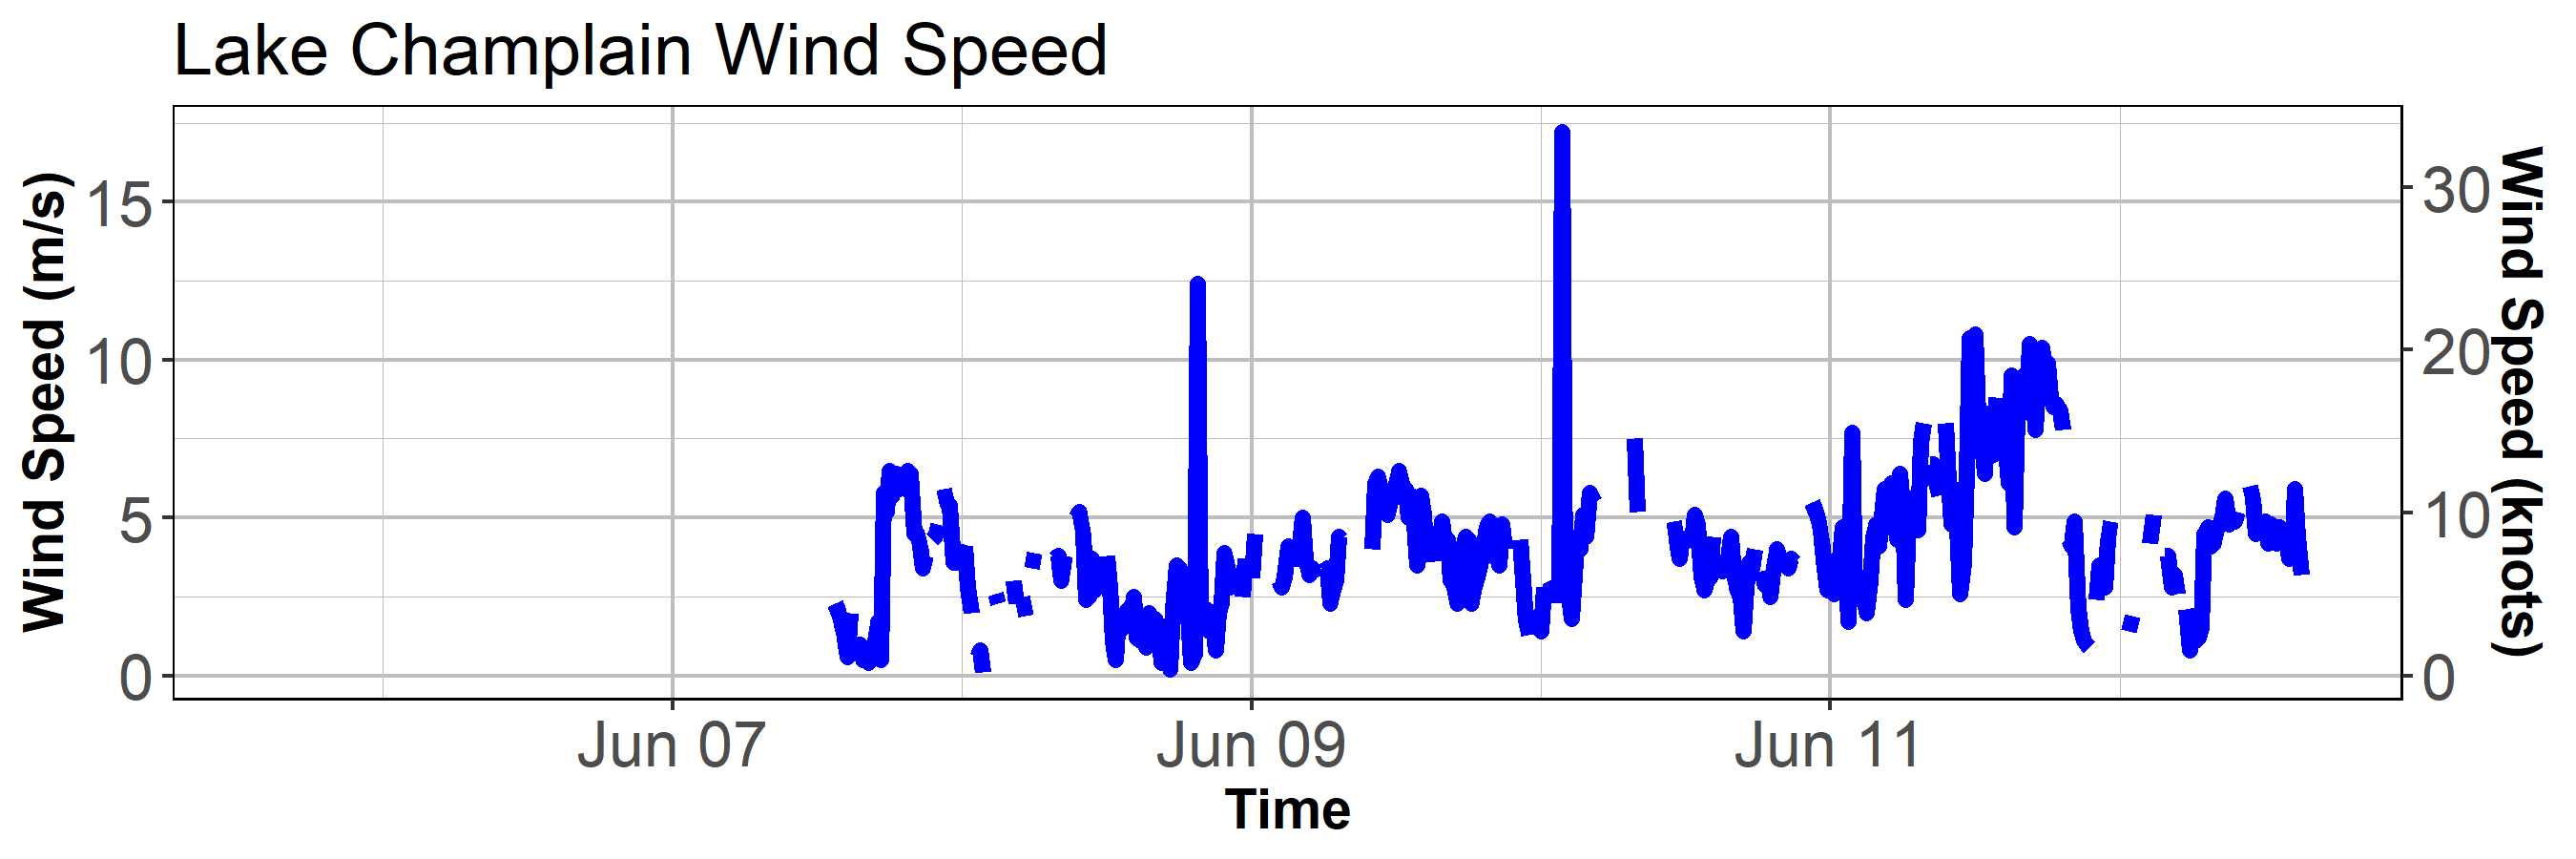 Lake Champlain Wind Speed
Wind Speed (m/s)
15
10
5
0
30
20
10
0
Wind Speed (knots)
Jun 07 Jun 09 Jun 11
Time